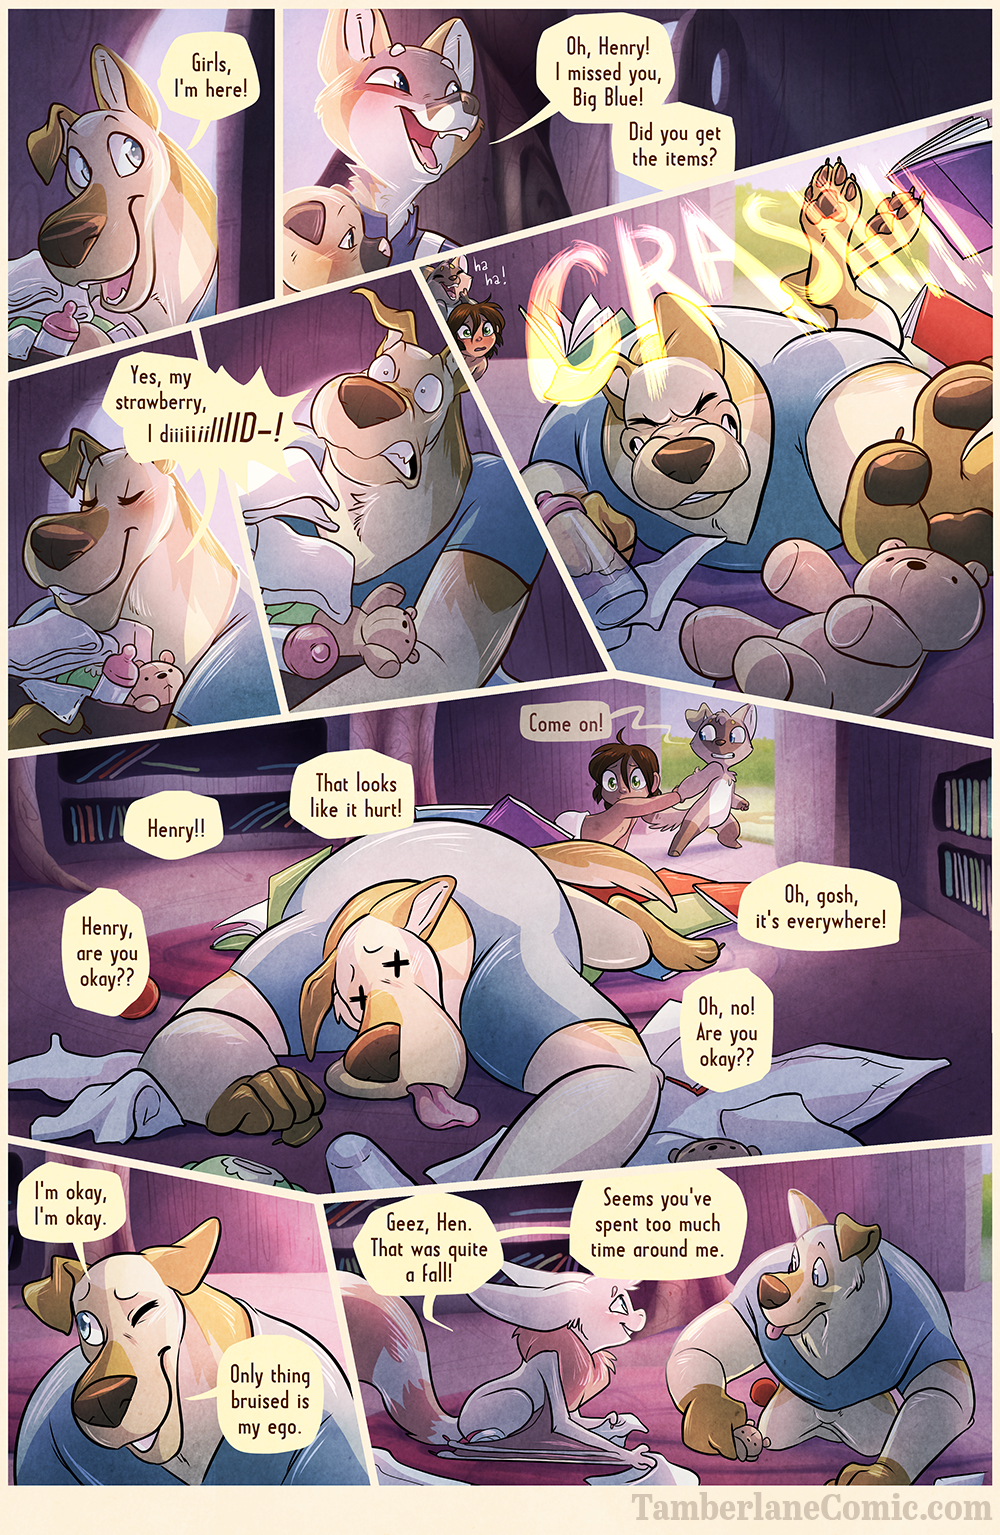 Girls,
I'm here!
Oh, Henry!
I missed you,
Big Blue!
Did you get
the items?
Yes, my
strawberry,
I diiiiiiiIIIID-!
ha
ha!
CRASH!
Come on!
That looks
like it hurt!
Henry!!
Henry,
are you
okay??
Oh, gosh,
it's everywhere!
Oh, no!
Are you
okay??
I'm okay,
I'm okay.
Only thing
bruised is
my ego.
Geez, Hen.
That was quite
a fall!
Seems you've
spent too much
time around me.
TamberlaneComic.com